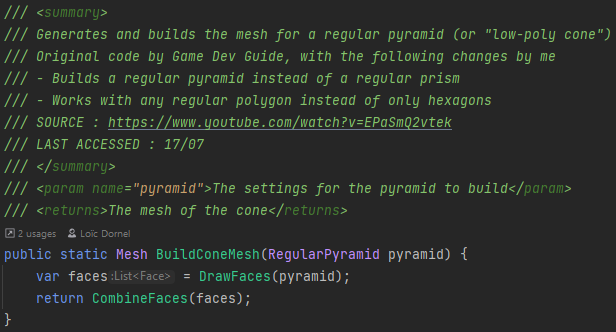 /// <summary>
/// Generates and builds the mesh for a regular pyramid (or "low-poly cone")
/// Original code by Game Dev Guide, with the following changes by me
/// - Builds a regular pyramid instead of a regular prism
/// - Works with any regular polygon instead of only hexagons
/// SOURCE : https://www.youtube.com/watch?v=EPaSmQ2vtek
/// LAST ACCESSED : 17/07
/// </summary>
/// <param name="pyramid">The settings for the pyramid to build</param>
/// <returns>The mesh of the cone</returns>
2 usages Loïc Dornel
public static Mesh BuildConeMesh(RegularPyramid pyramid) {
var faces :List<Face> = DrawFaces(pyramid);
return CombineFaces(faces);
}